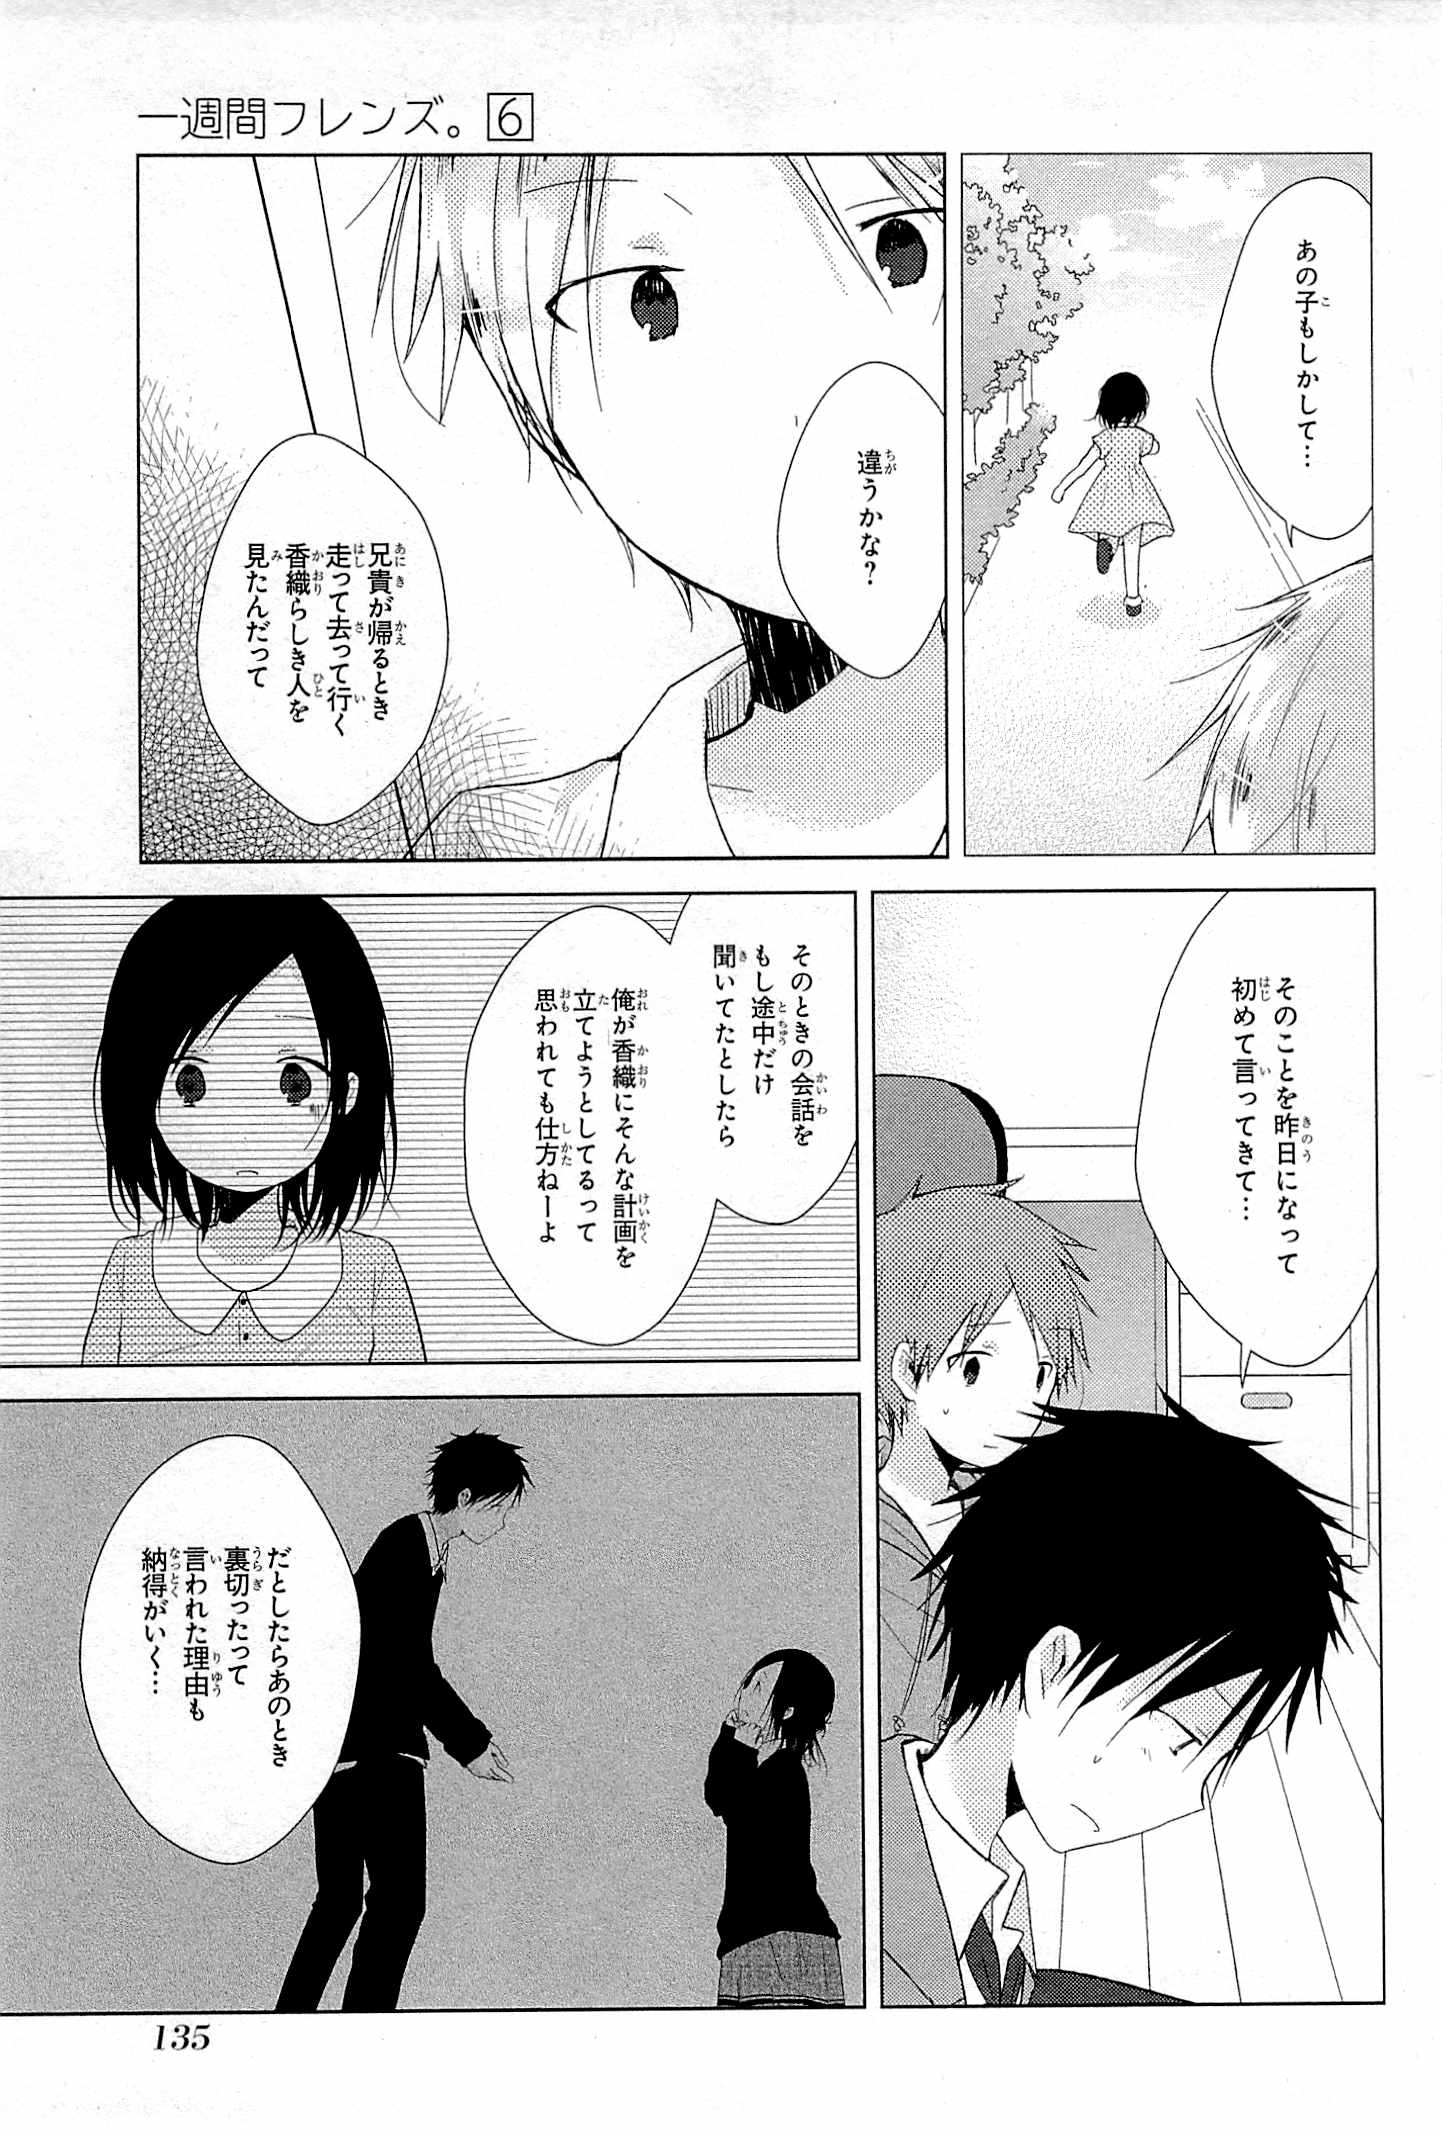 一週間フレンズ。6
あの子もしかして…
違うかな?
兄貴が帰るとき
走って去って行く
香織らしき人を
見たんだって
そのことを昨日になって
初めて言ってきて…
そのときの会話を
もし途中だけ
聞いてたとしたら
俺が香織にそんな計画を
立てようとしてるって
思われても仕方ねーよ
だとしたらあのとき
裏切ったって
言われた理由も
納得がいく…
135